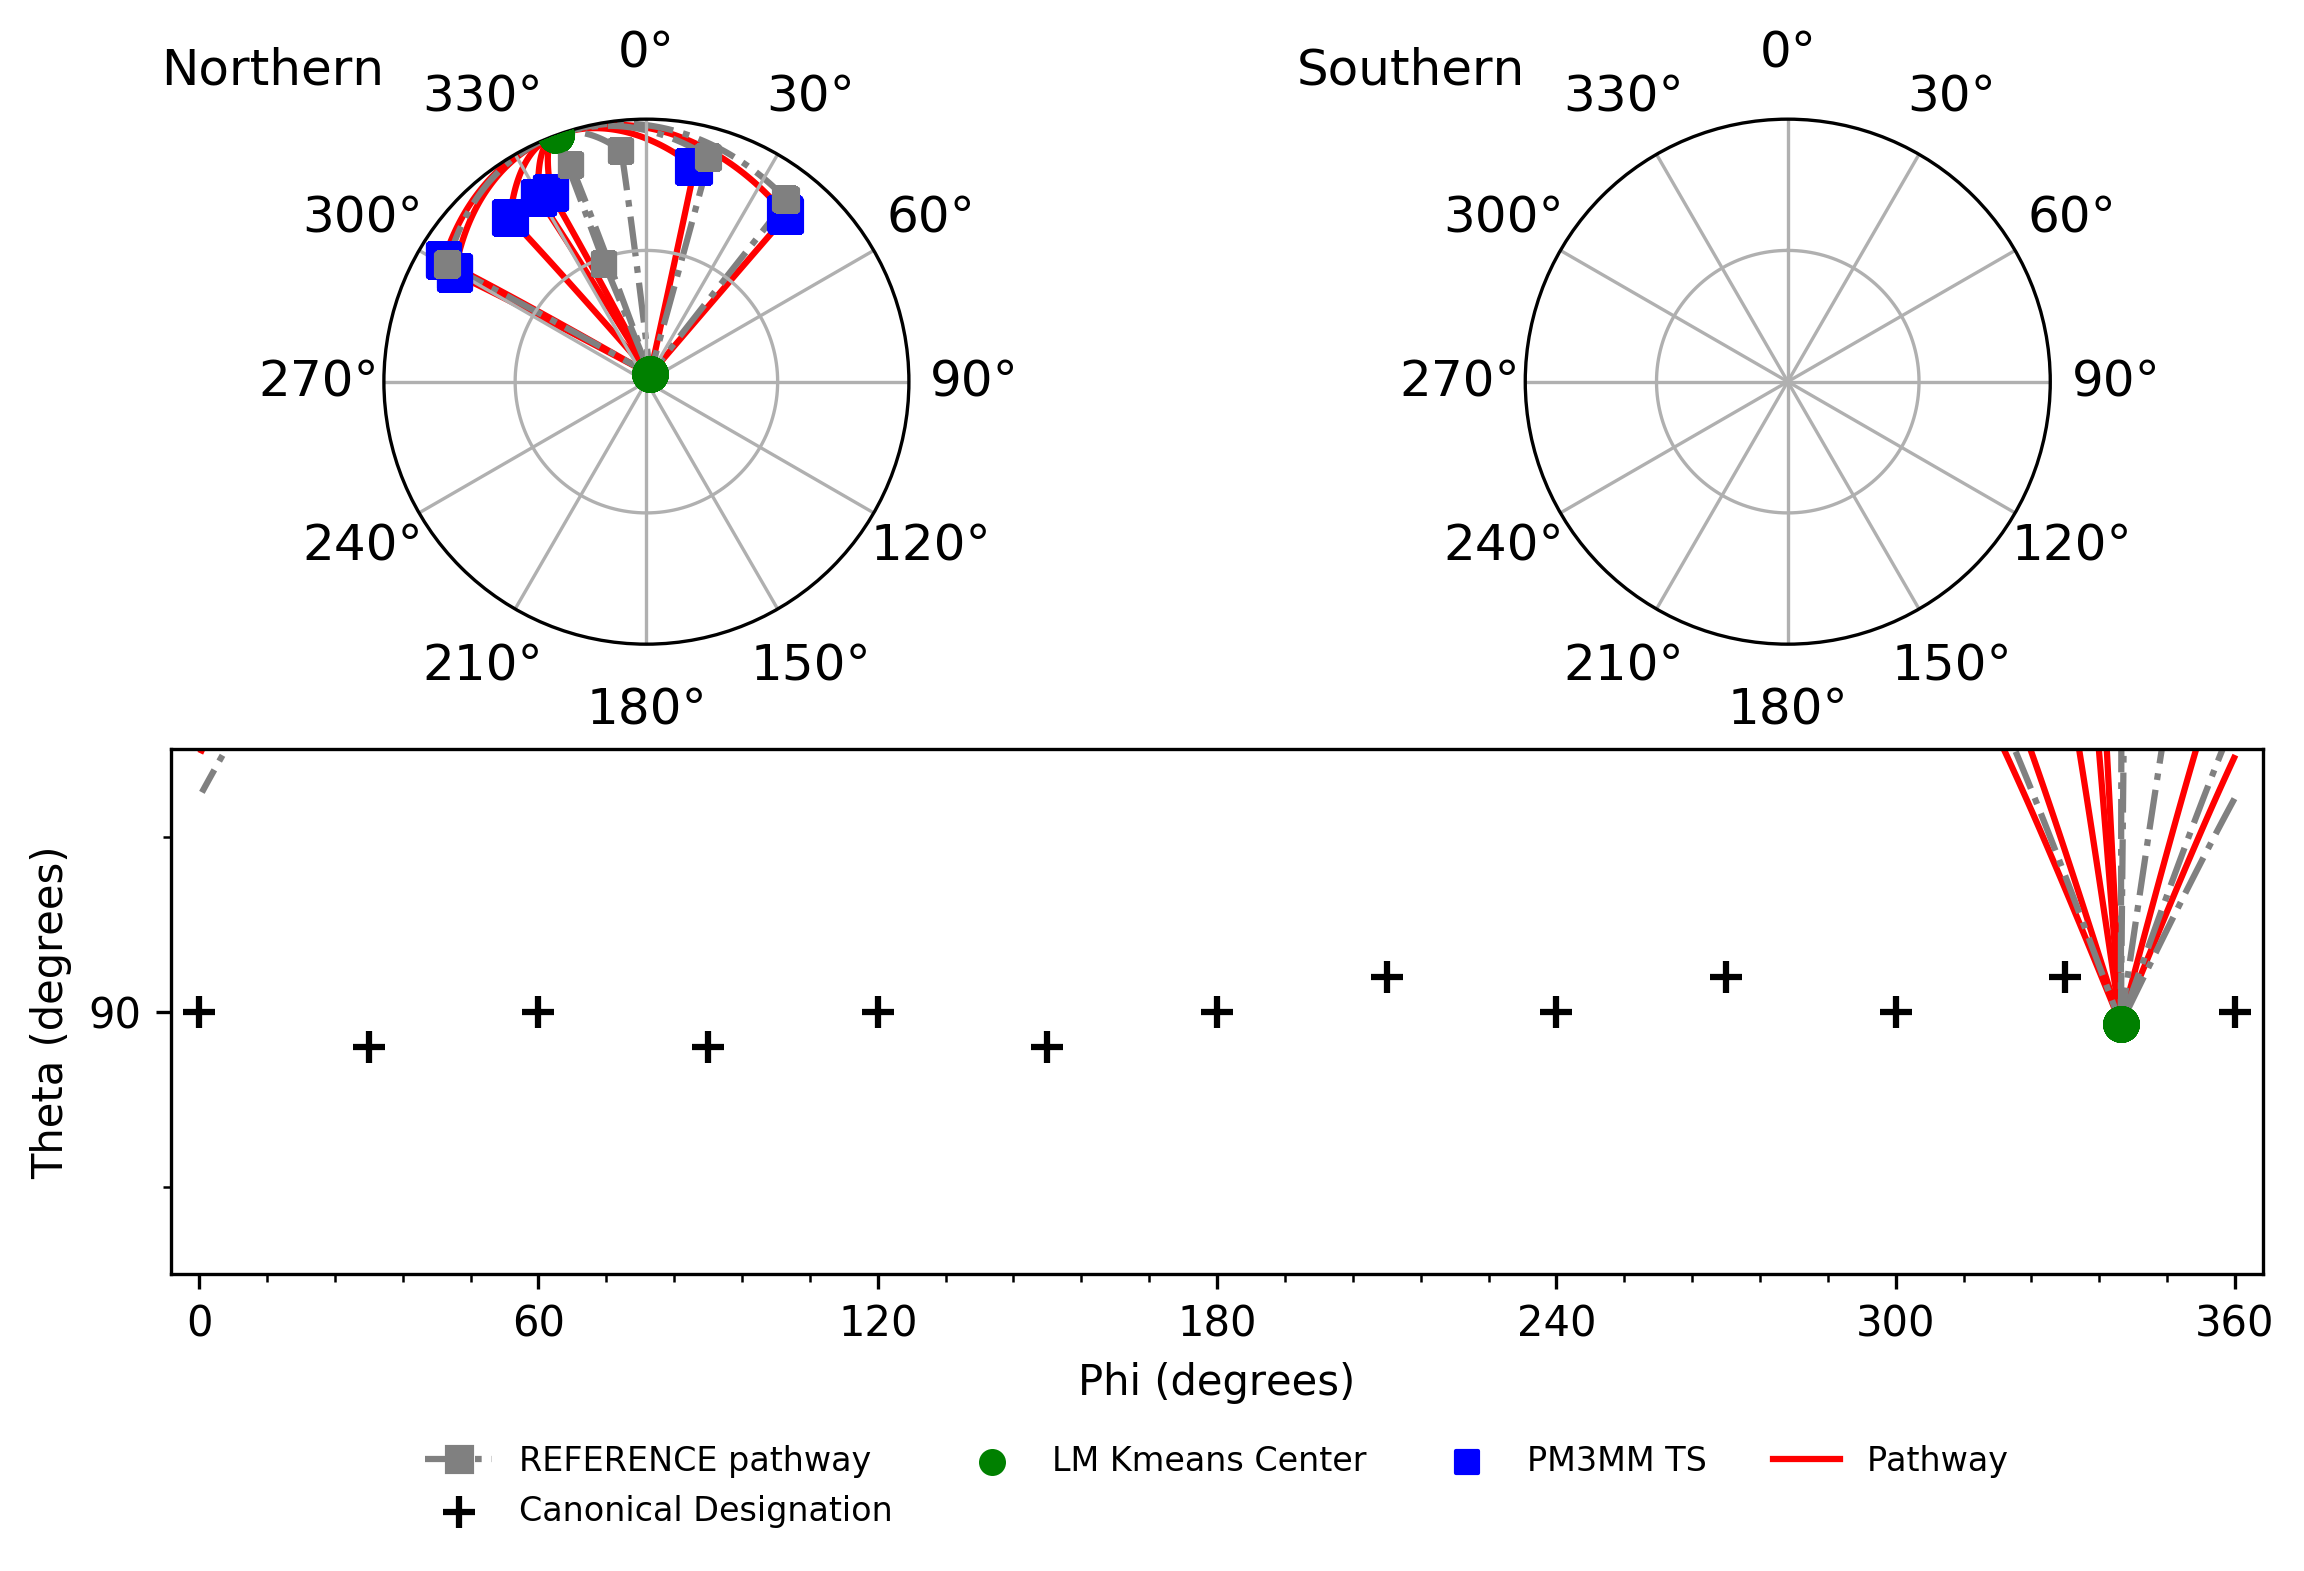 Northern
0°
30°
60°
90°
120°
150°
180°
210°
240°
270°
300°
330°
Southern
0°
30°
60°
90°
120°
150°
180°
210°
240°
270°
300°
330°
Theta (degrees)
90
0 60 120 180 240 300 360
Phi (degrees)
REFERENCE pathway
Canonical Designation
LM Kmeans Center
PM3MM TS
Pathway